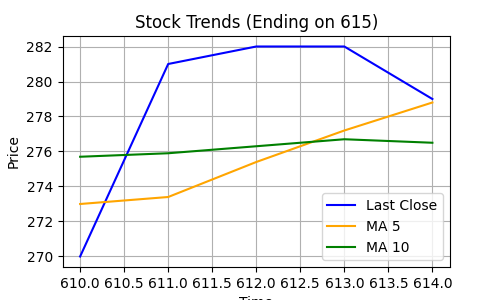 Stock Trends (Ending on 615)
Price
282
280
278
276
274
272
270
Last Close
MA 5
MA 10
610.0 610.5 611.0 611.5 612.0 612.5 613.0 613.5 614.0
Time